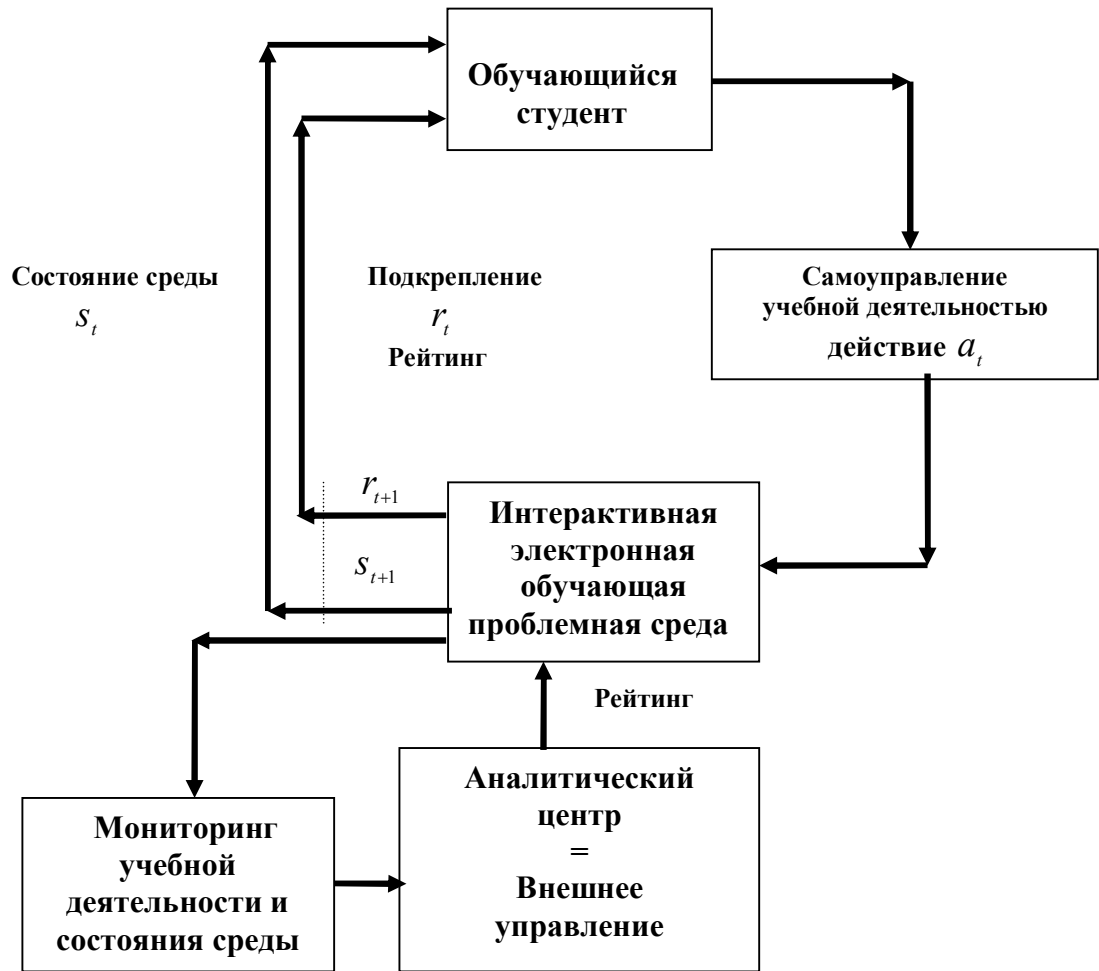 Обучающийся
студент
Состояние среды
s_t
Подкрепление
r_t
Рейтинг
Самоуправление
учебной деятельностью
действие a_t
r_{t+1}
s_{t+1}
Интерактивная
электронная
обучающая
проблемная среда
Рейтинг
Аналитический
центр
=
Внешнее
управление
Мониторинг
учебной
деятельности и
состояния среды